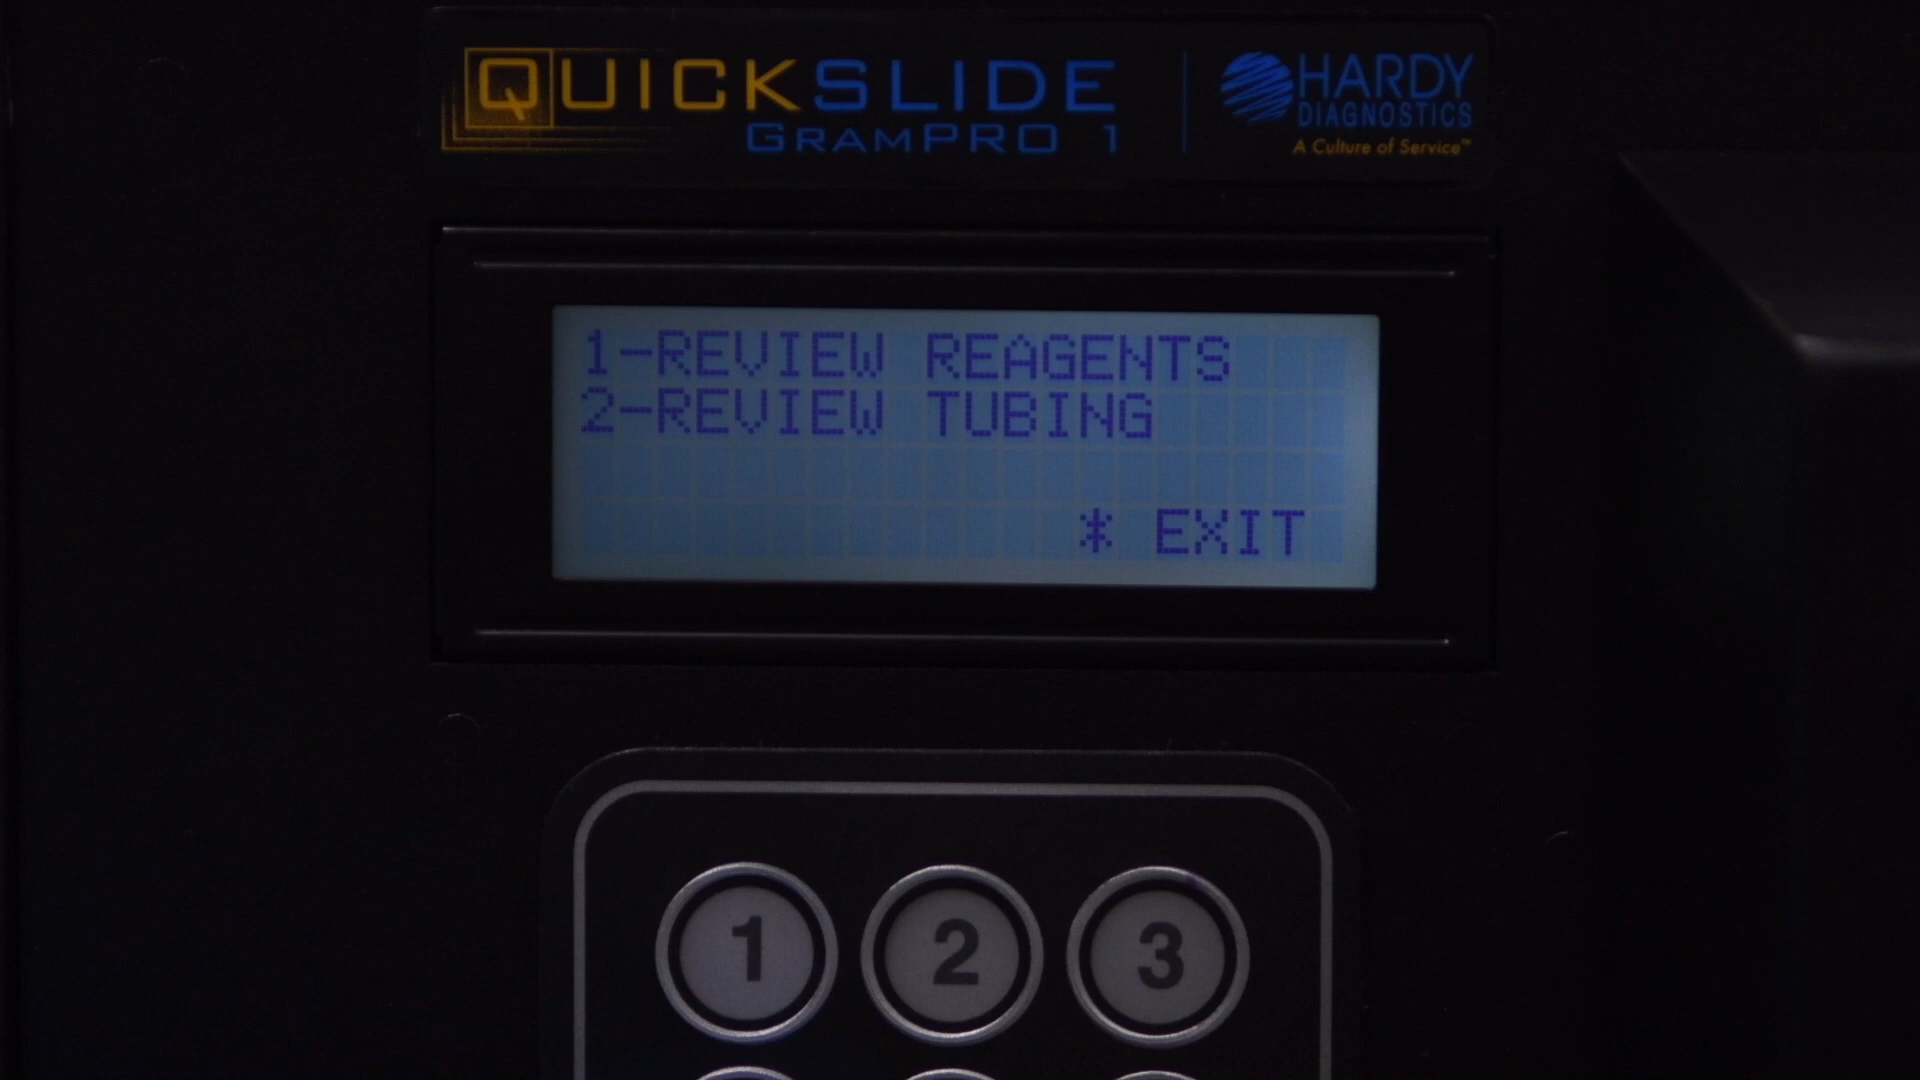 QUICKSLIDE
GRAMPRO 1
HARDY
DIAGNOSTICS
A Culture of Service™
1-REVIEW REAGENTS
2-REVIEW TUBING
* EXIT
1 2 3